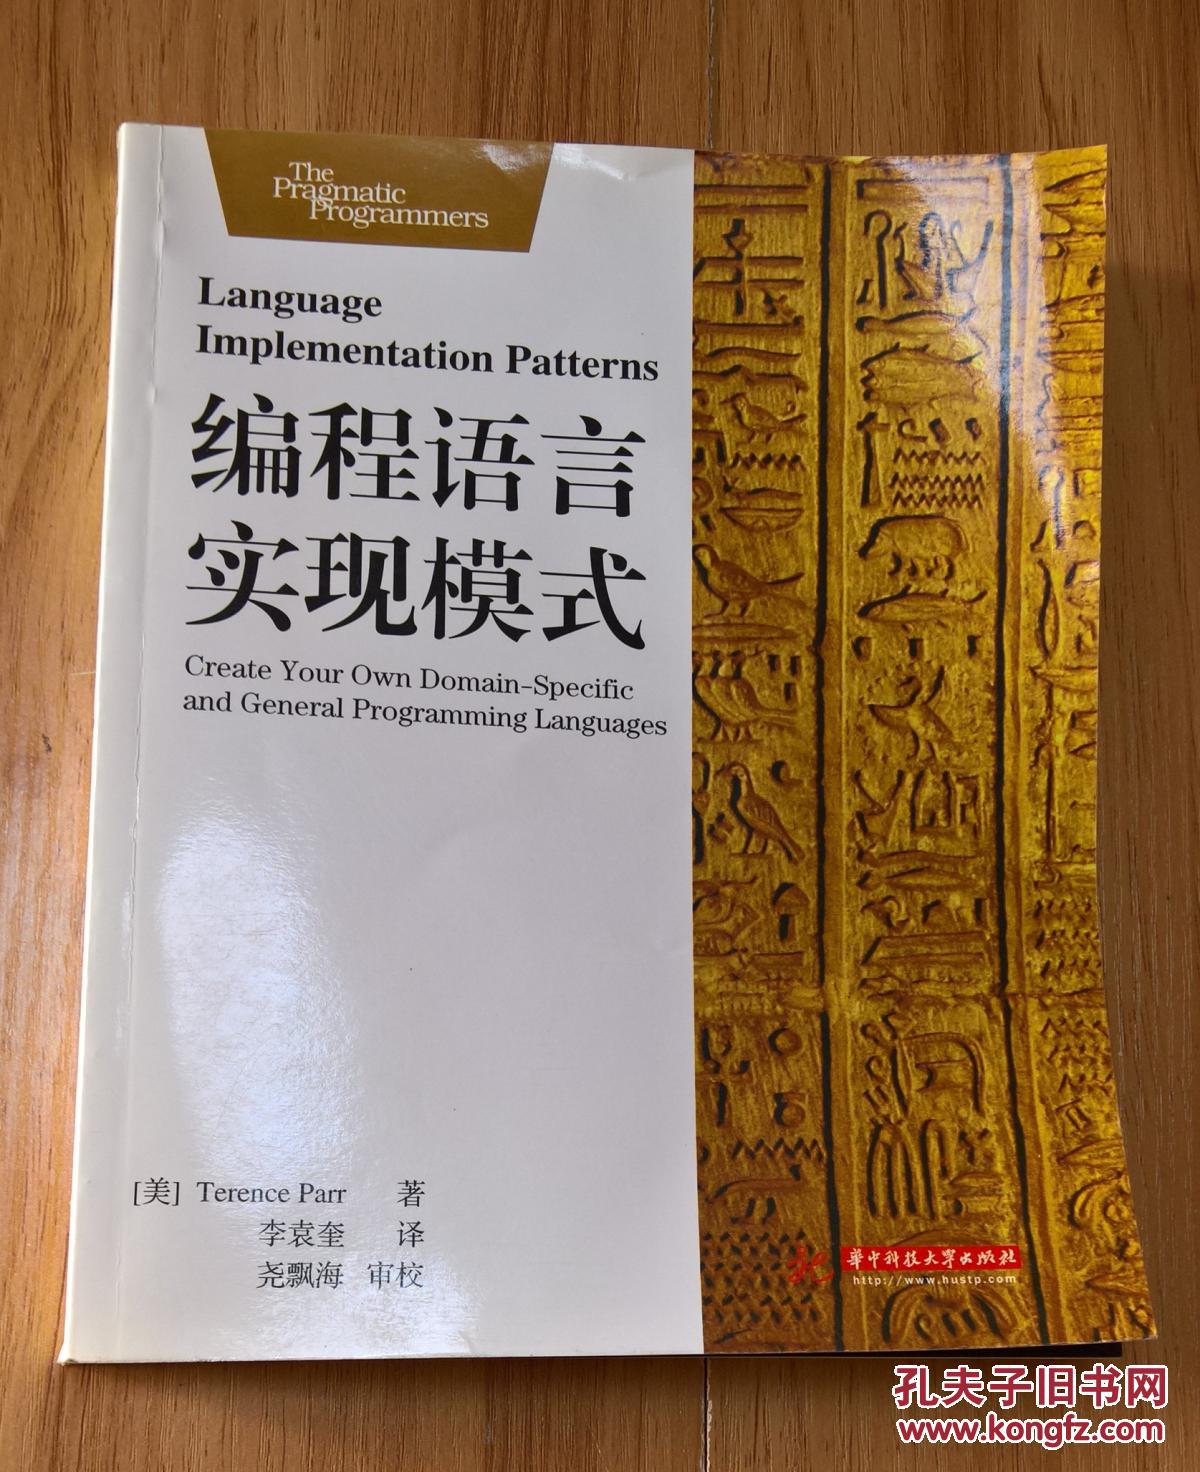 The
Pragmatic
Programmers
Language
Implementation Patterns
编程语言
实现模式
Create Your Own Domain-Specific
and General Programming Languages
[美] Terence Parr 著
李袁奎 译
尧飘海 审校
华中科技大学出版社
http://www.hustp.com
孔夫子旧书网
www.kongfz.com